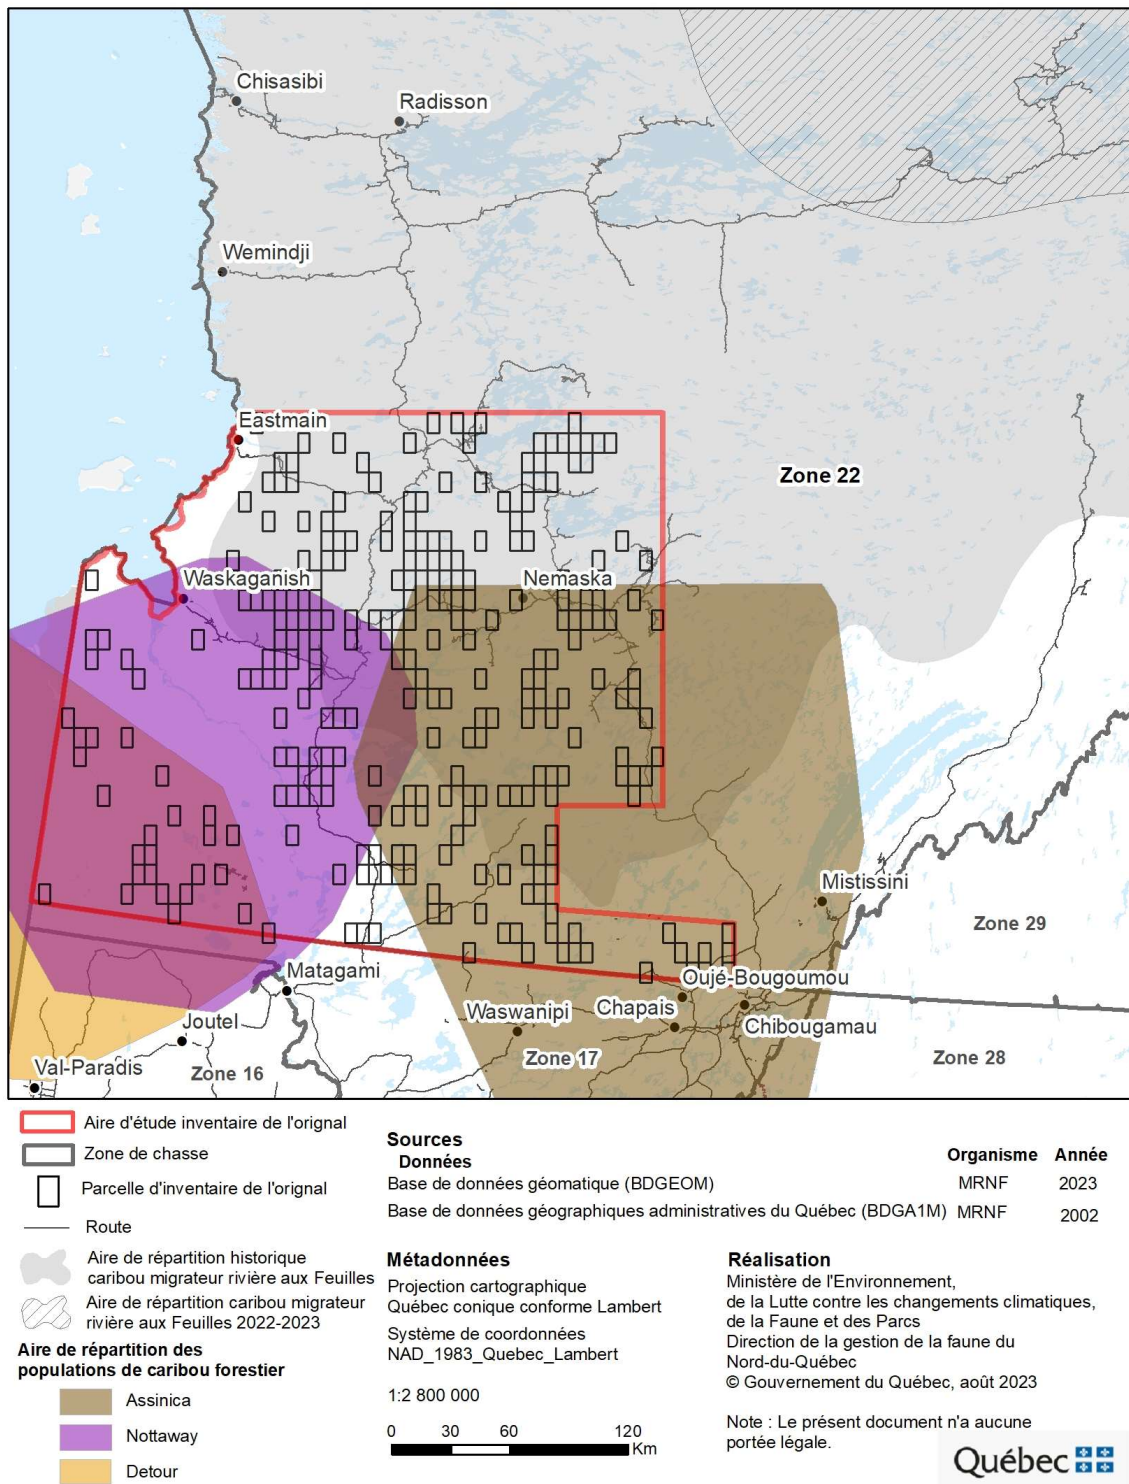 Chisasibi
Radisson
Wemindji
Eastmain
Zone 22
Waskaganish
Nemaska
Mistissini
Zone 29
Matagami
Oujé-Bougoumou
Waswanipi
Chapais
Chibougamau
Joutel
Zone 17
Zone 28
Val-Paradis
Zone 16
Aire d'étude inventaire de l'orignal
Zone de chasse
Parcelle d'inventaire de l'orignal
Route
Aire de répartition historique
caribou migrateur rivière aux Feuilles
Aire de répartition caribou migrateur
rivière aux Feuilles 2022-2023
Aire de répartition des
populations de caribou forestier
Assinica
Nottaway
Detour
Sources
Données Organisme Année
Base de données géomatique (BDGEOM) MRNF 2023
Base de données géographiques administratives du Québec (BDGA1M) MRNF 2002
Métadonnées
Projection cartographique
Québec conique conforme Lambert
Système de coordonnées
NAD_1983_Quebec_Lambert
1:2 800 000
0 30 60 120
Km
Réalisation
Ministère de l'Environnement,
de la Lutte contre les changements climatiques,
de la Faune et des Parcs
Direction de la gestion de la faune du
Nord-du-Québec
© Gouvernement du Québec, août 2023
Note : Le présent document n'a aucune
portée légale.
Québec